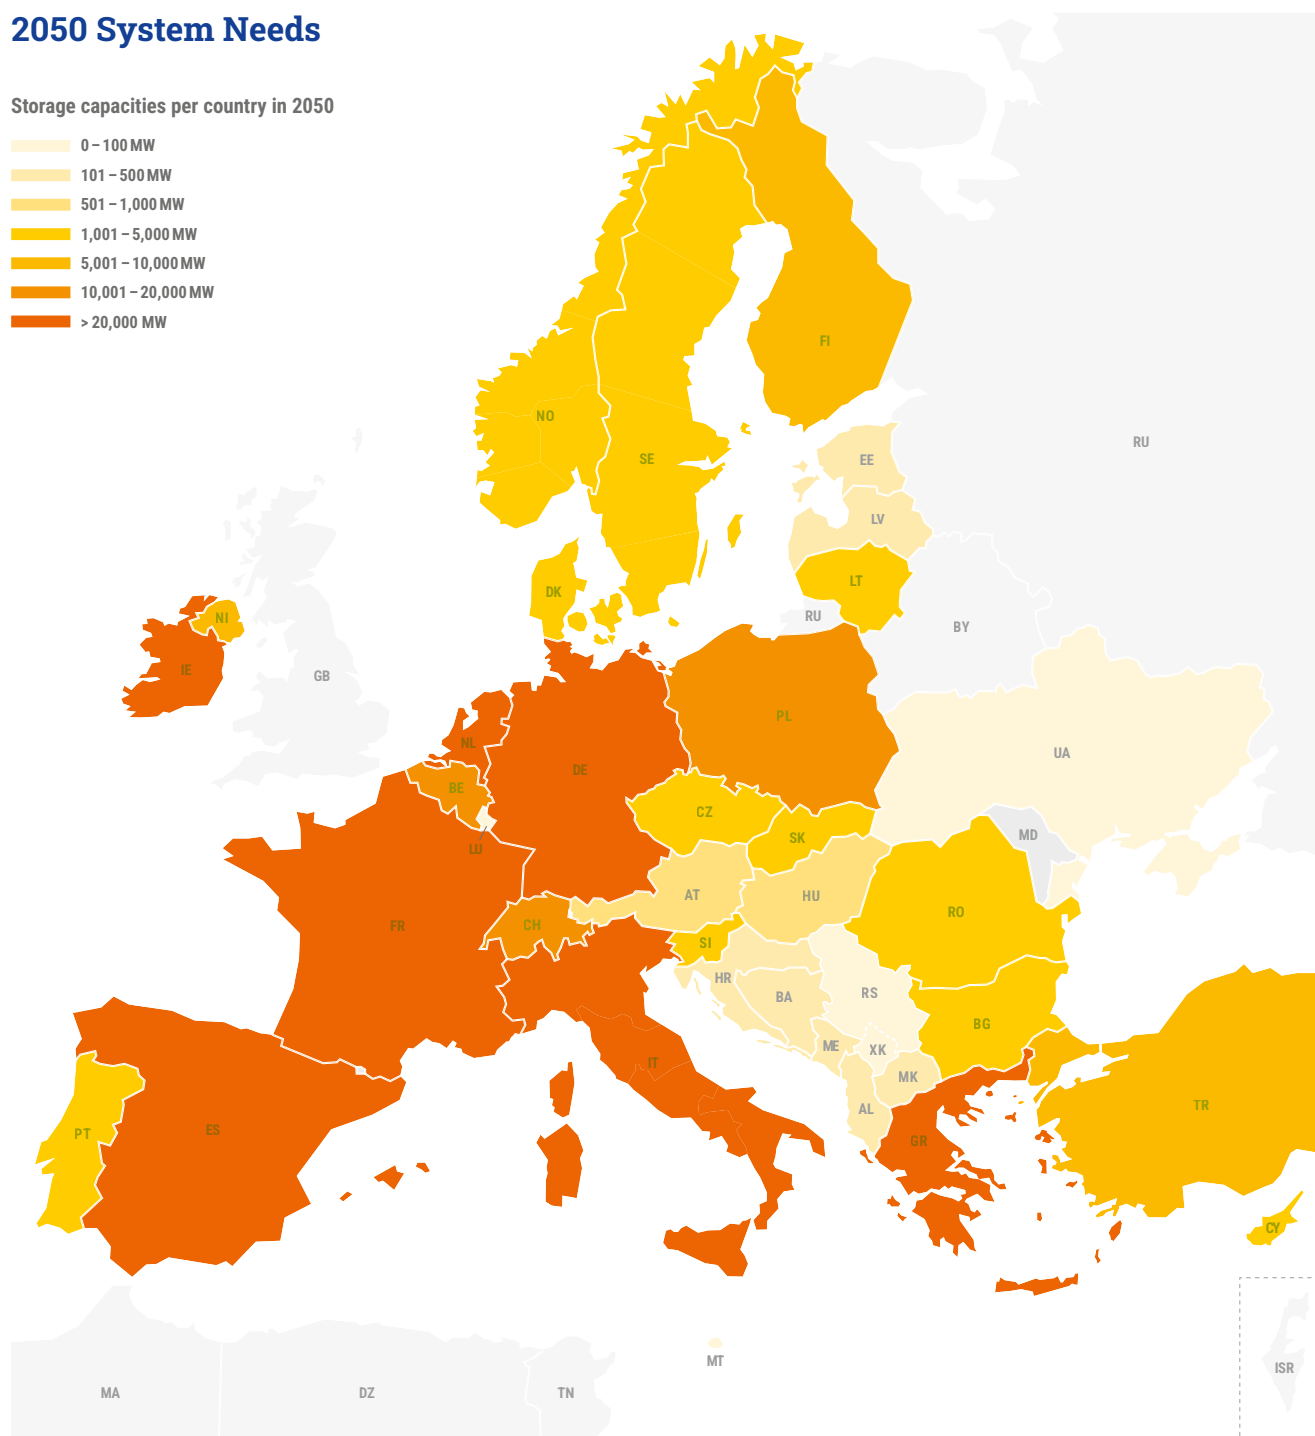 2050 System Needs
Storage capacities per country in 2050
0–100 MW
101–500 MW
501–1,000 MW
1,001–5,000 MW
5,001–10,000 MW
10,001–20,000 MW
> 20,000 MW
FI
NO
RU
SE
EE
LV
LT
DK
RU
NI
BY
IE
GB
PL
NL
DE
UA
BE
CZ
MD
SK
LU
AT
HU
RO
CH
FR
SI
HR
RS
BA
BG
ME
XK
IT
MK
TR
AL
ES
PT
GR
CY
MT
ISR
MA
DZ
TN